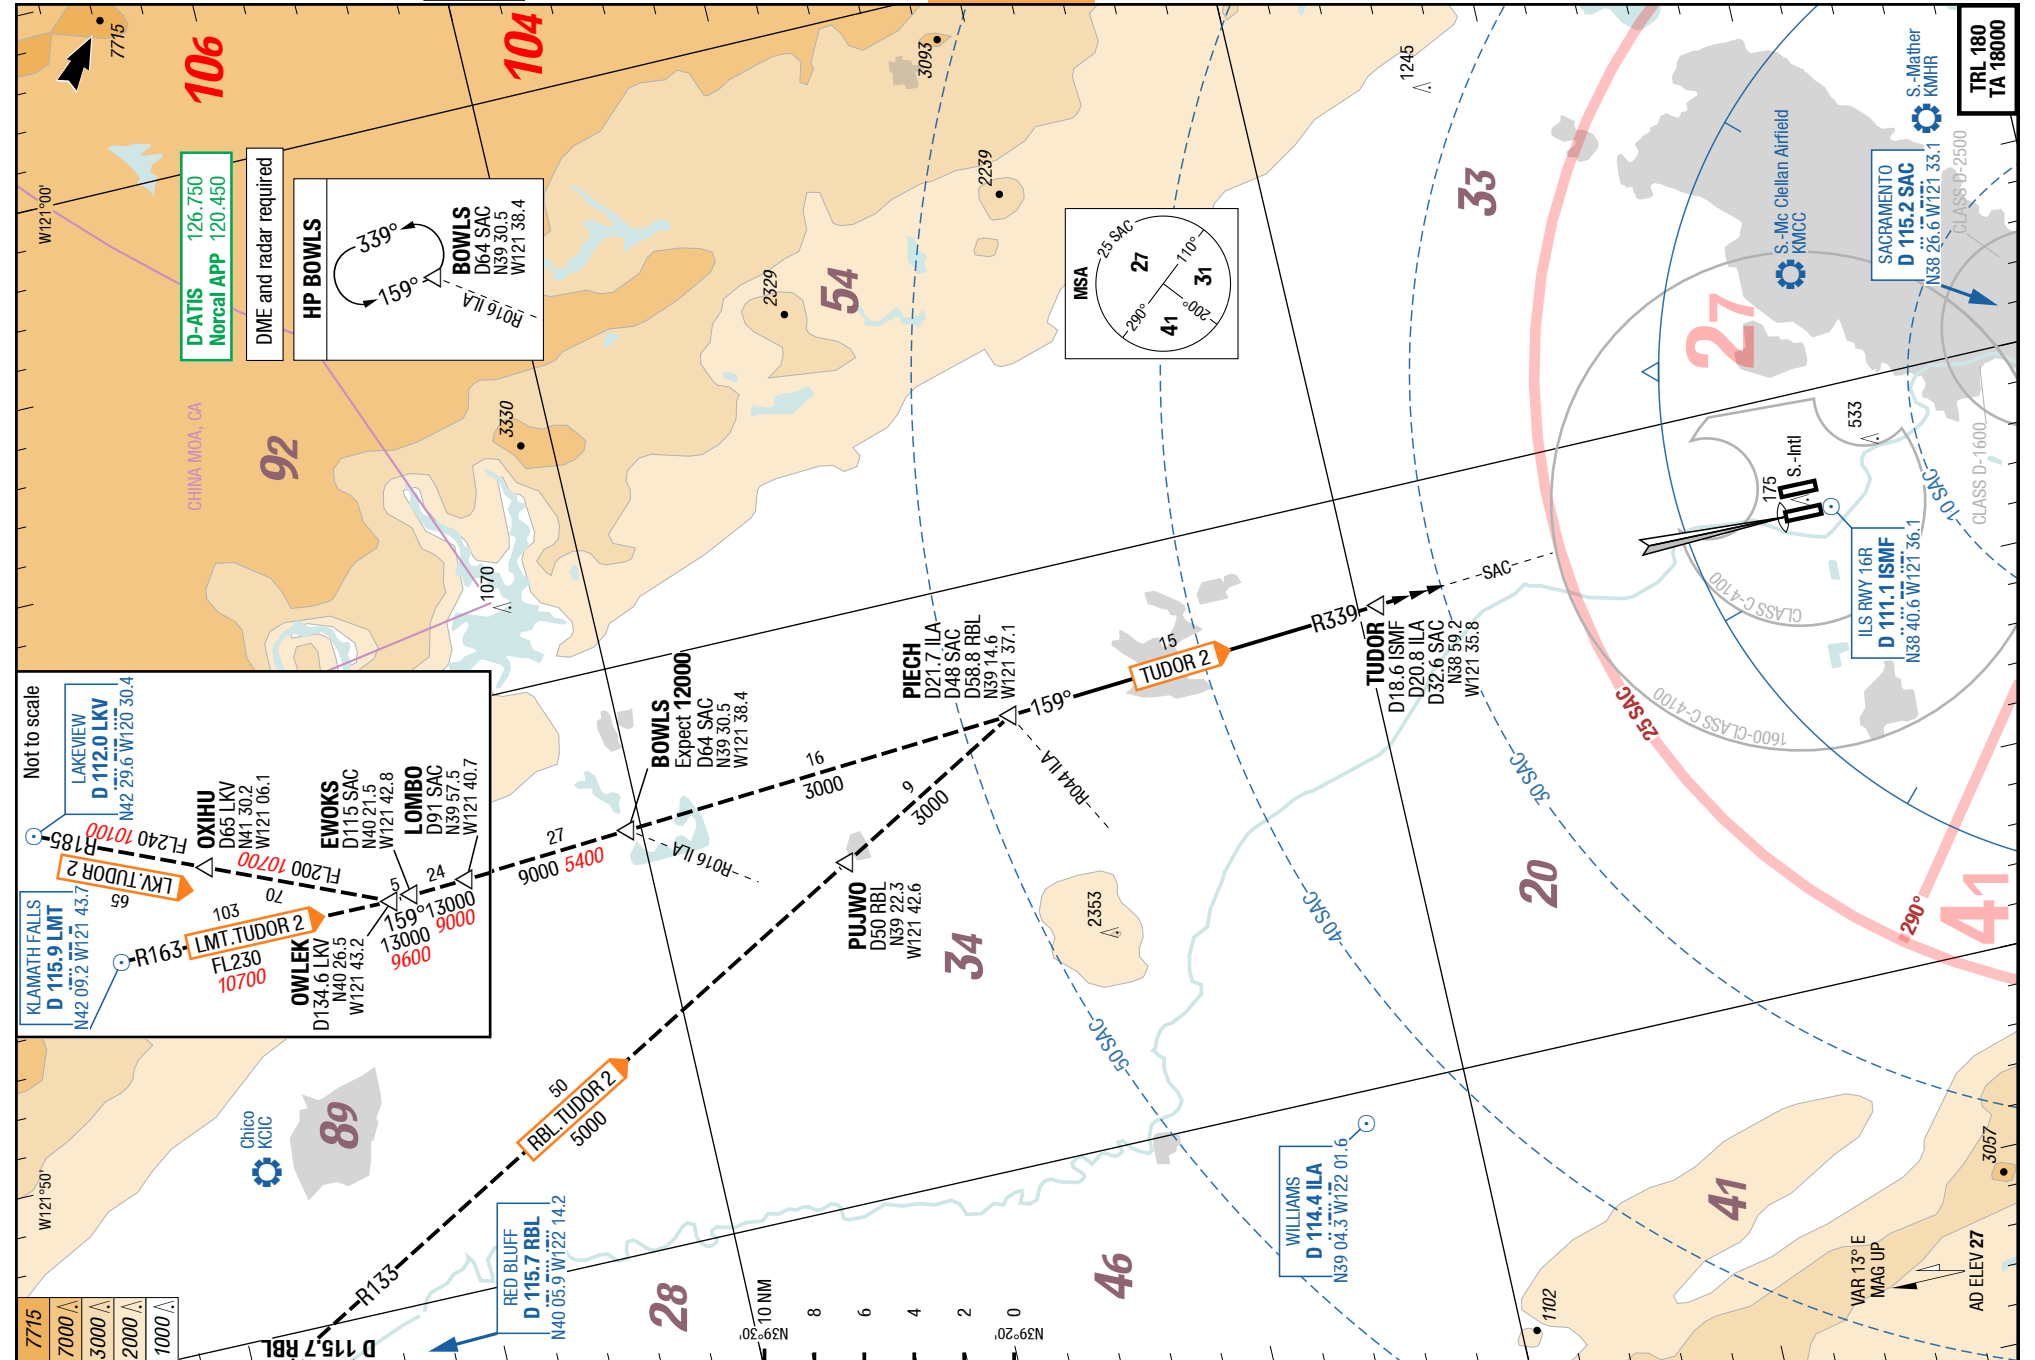 7715
106
104
3093
1245
S.-Mather
KMHR
TRL 180
TA 18000
W121°00'
D-ATIS 126.750
Norcal APP 120.450
DME and radar required
HP BOWLS
339°
159°
BOWLS
D64 SAC
N39 30.5
W121 38.4
R016 ILA
2239
2329
54
MSA
25 SAC
27
110°
290°
31
41
200°
33
S.-Mc Clellan Airfield
KMCC
SACRAMENTO
D 115.2 SAC
N38 26.6 W121 33.1
CLASS D-2500
27
CHINA MOA, CA
92
3330
1070
533
175
S.-Intl
10 SAC
CLASS D-1600
ILS RWY 16R
D 111.1 ISMF
N38 40.6 W121 36.1
CLASS C-4100
1600-CLASS C-4100
25 SAC
Not to scale
LAKEVIEW
D 112.0 LKV
N42 29.6 W120 30.4
R185
10100
FL240
LKV.TUDOR 2
65
OXIHU
D65 LKV
N41 30.2
W121 06.1
10700
FL200
70
KLAMATH FALLS
D 115.9 LMT
N42 09.2 W121 43.7
R163
103
LMT.TUDOR 2
FL230
10700
OWLEK
D134.6 LKV
N40 26.5
W121 43.2
EWOKS
D115 SAC
N40 21.5
W121 42.8
5
159°
13000
9600
LOMBO
D91 SAC
N39 57.5
W121 40.7
24
13000
9000
27
9000 5400
BOWLS
Expect 12000
D64 SAC
N39 30.5
W121 38.4
R016 ILA
16
3000
PIECH
D21.7 ILA
D48 SAC
D58.8 RBL
N39 14.6
W121 37.1
9
3000
R044 ILA
159°
15
TUDOR 2
R339
TUDOR
D18.6 ISMF
D20.8 ILA
D32.6 SAC
N38 59.2
W121 35.8
SAC
PUJWO
D50 RBL
N39 22.3
W121 42.6
34
2353
20
30 SAC
40 SAC
50 SAC
290°
41
50
RBL.TUDOR 2
5000
Chico
KCIC
89
W121°50'
R133
D 115.7 RBL
RED BLUFF
D 115.7 RBL
N40 05.9 W122 14.2
28
46
WILLIAMS
D 114.4 ILA
N39 04.3 W122 01.6
41
3057
1102
VAR 13° E
MAG UP
AD ELEV 27
7715
7000
3000
2000
1000
N39°30'
10 NM
8
6
4
2
0
N39°20'